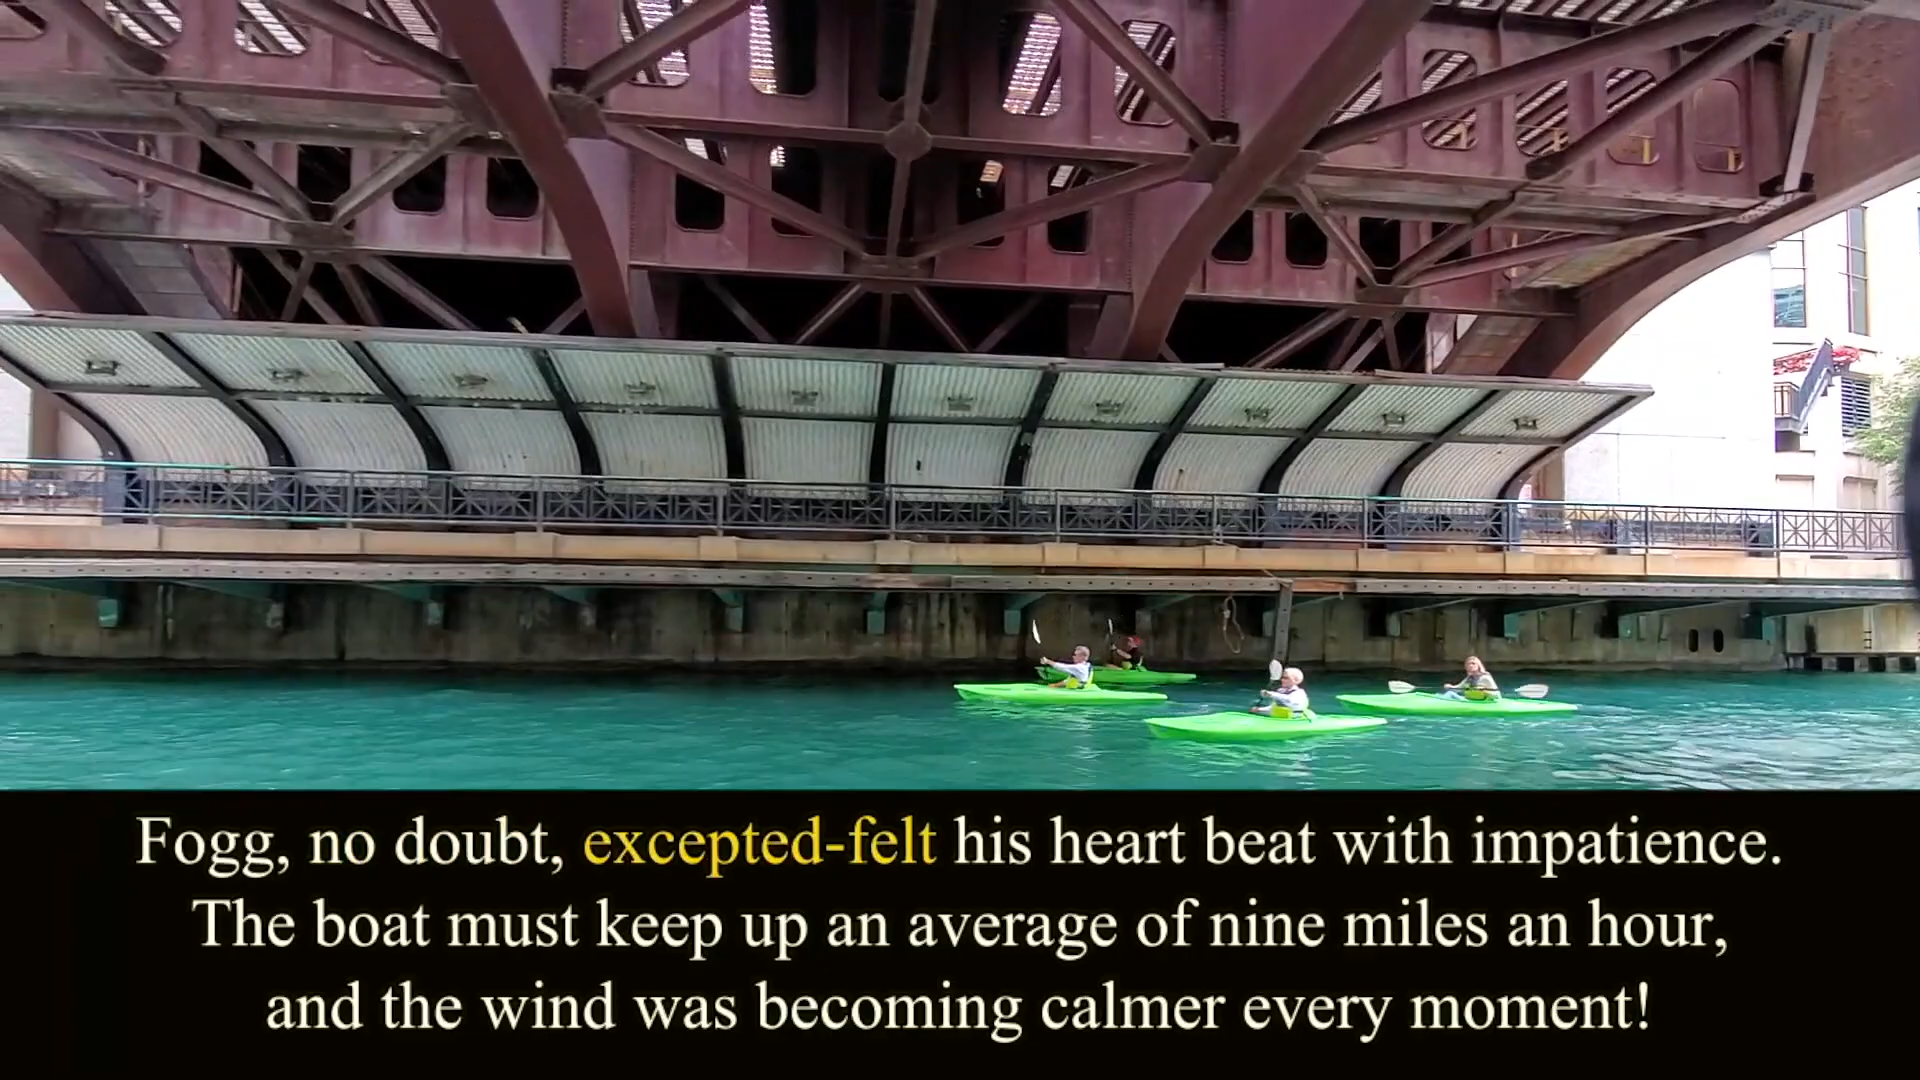 Fogg, no doubt, excepted-felt his heart beat with impatience.
The boat must keep up an average of nine miles an hour,
and the wind was becoming calmer every moment!